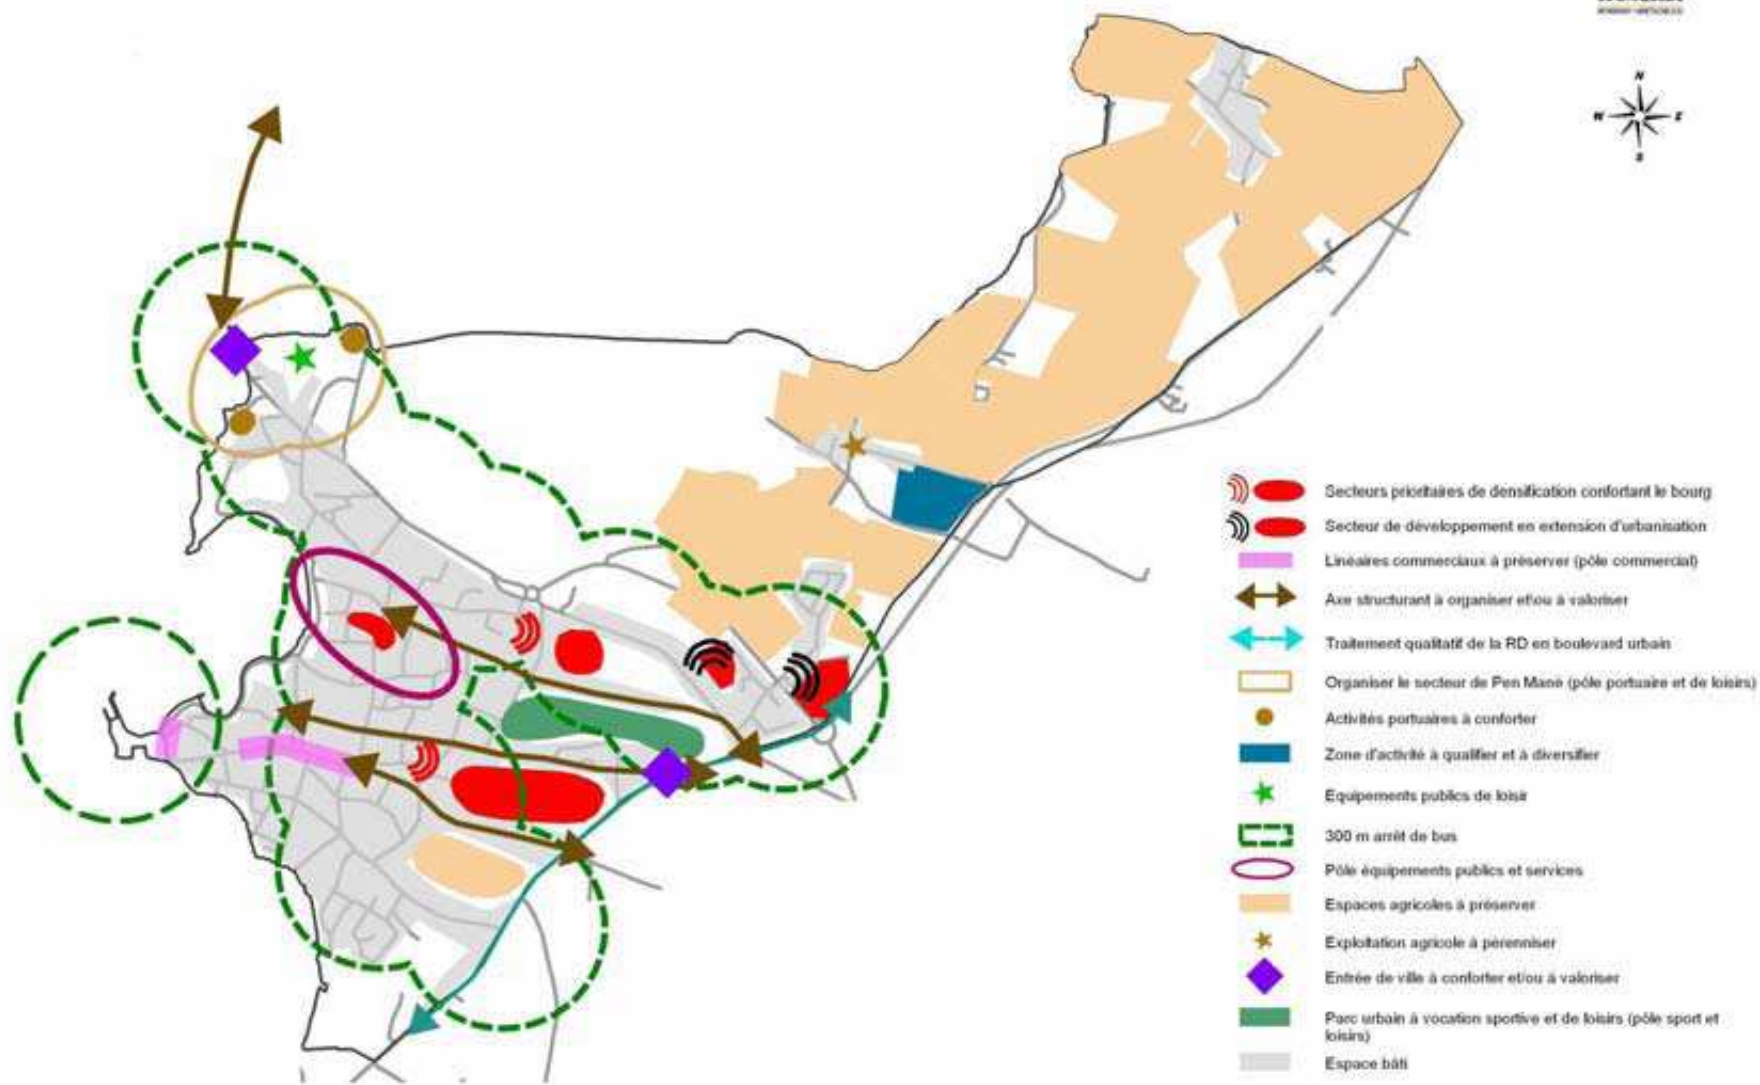 N
W E
S
Secteurs prioritaires de densification confortant le bourg
Secteur de développement en extension d'urbanisation
Linéaires commerciaux à préserver (pôle commercial)
Axe structurant à organiser et/ou à valoriser
Traitement qualitatif de la RD en boulevard urbain
Organiser le secteur de Pen Mané (pôle portuaire et de loisirs)
Activités portuaires à conforter
Zone d'activité à qualifier et à diversifier
Equipements publics de loisir
300 m arrêt de bus
Pôle équipements publics et services
Espaces agricoles à préserver
Exploitation agricole à pérenniser
Entrée de ville à conforter et/ou à valoriser
Parc urbain à vocation sportive et de loisirs (pôle sport et
loisirs)
Espace bâti